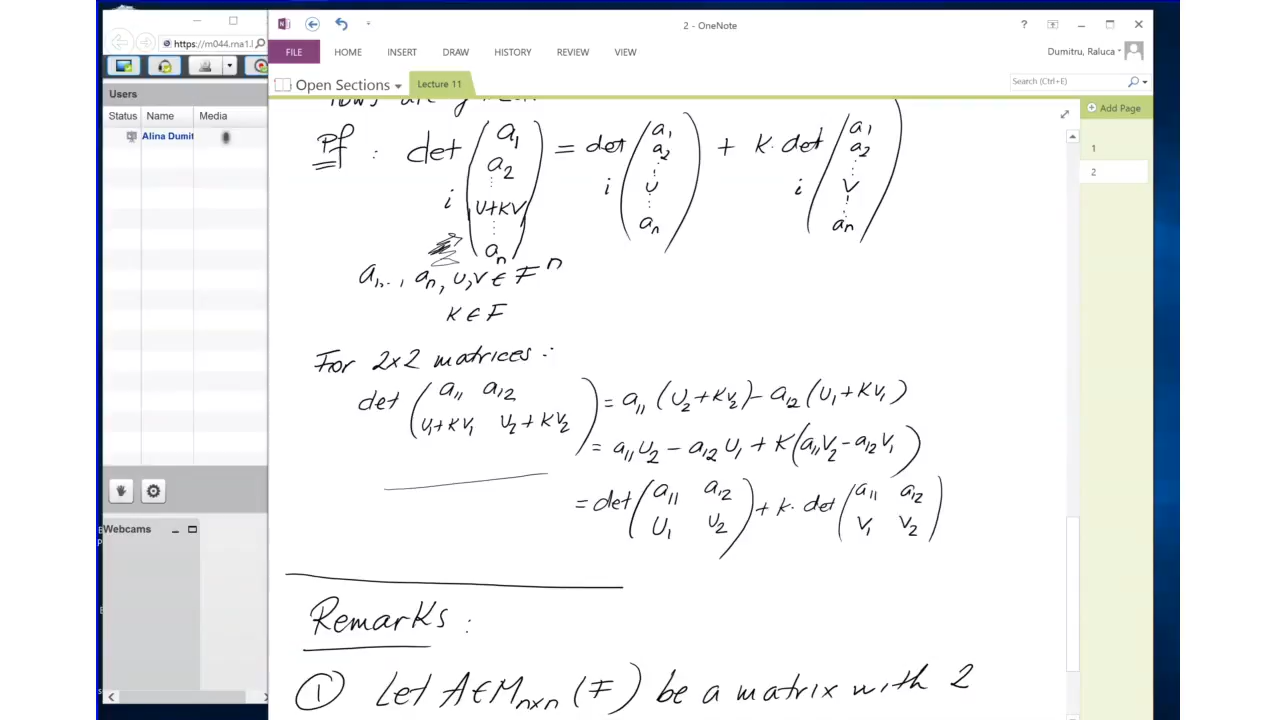 2 - OneNote
https://m044.rna1.l
FILE HOME INSERT DRAW HISTORY REVIEW VIEW
Dumitru, Raluca
Open Sections Lecture 11
Search (Ctrl+E)
Users
Status Name Media
Alina Dumit
Add Page
1
2
Webcams
rows are
Pf : det (a₁ a₂ ⋮ i u+kv ⋮ aₙ) = det (a₁ a₂ ⋮ i u ⋮ aₙ) + k · det (a₁ a₂ ⋮ i v ⋮ aₙ)
a₁,.., aₙ, u,v ∈ Fⁿ
k ∈ F
For 2x2 matrices :
det (a₁₁ a₁₂
u₁+kv₁ u₂+kv₂) = a₁₁ (u₂+kv₂) - a₁₂ (u₁+kv₁)
= a₁₁u₂ - a₁₂u₁ + k(a₁₁v₂ - a₁₂v₁)
= det (a₁₁ a₁₂ + k · det (a₁₁ a₁₂
u₁ u₂) v₁ v₂)
Remarks :
① Let A∈Mₙₓₙ (F) be a matrix with 2